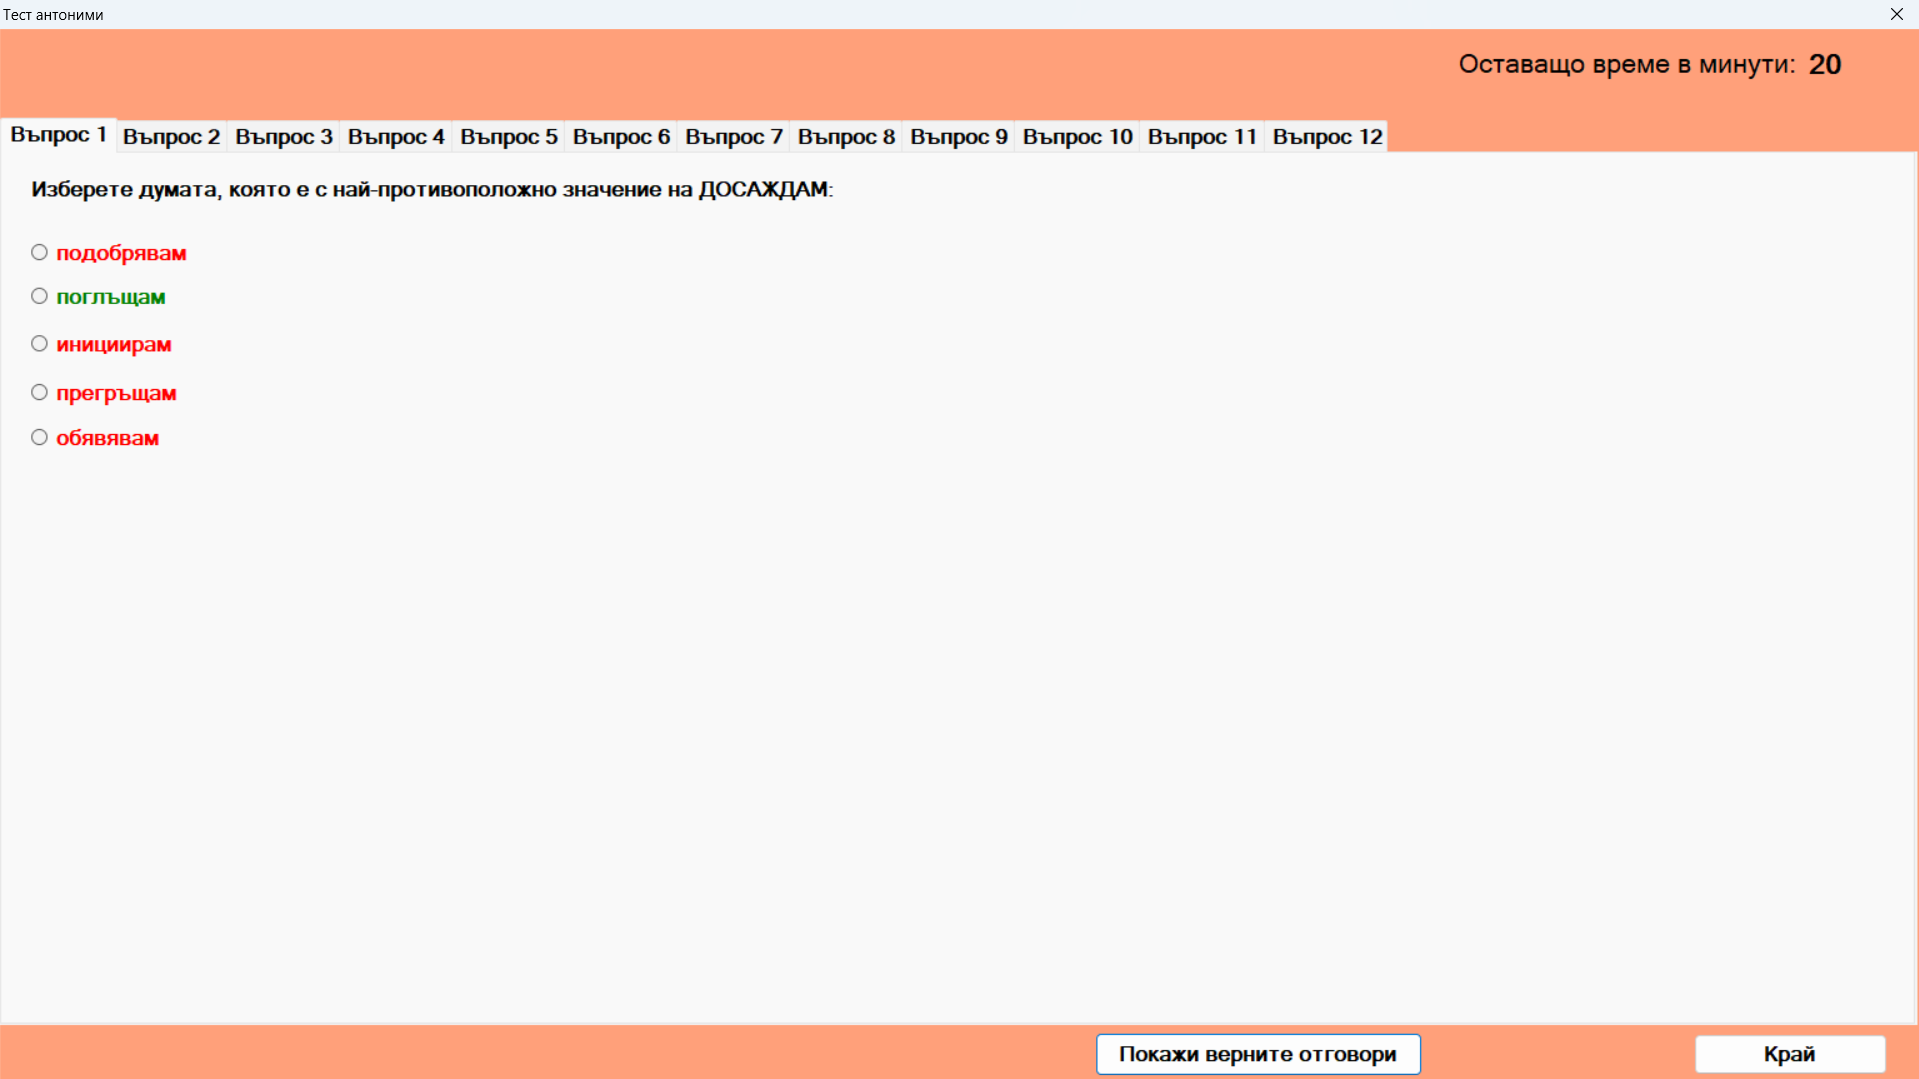 Тест антоними
Оставащо време в минути: 20
Въпрос 1 Въпрос 2 Въпрос 3 Въпрос 4 Въпрос 5 Въпрос 6 Въпрос 7 Въпрос 8 Въпрос 9 Въпрос 10 Въпрос 11 Въпрос 12
Изберете думата, която е с най-противоположно значение на ДОСАЖДАМ:
подобрявам
поглъщам
инициирам
прегръщам
обявявам
Покажи верните отговори
Край